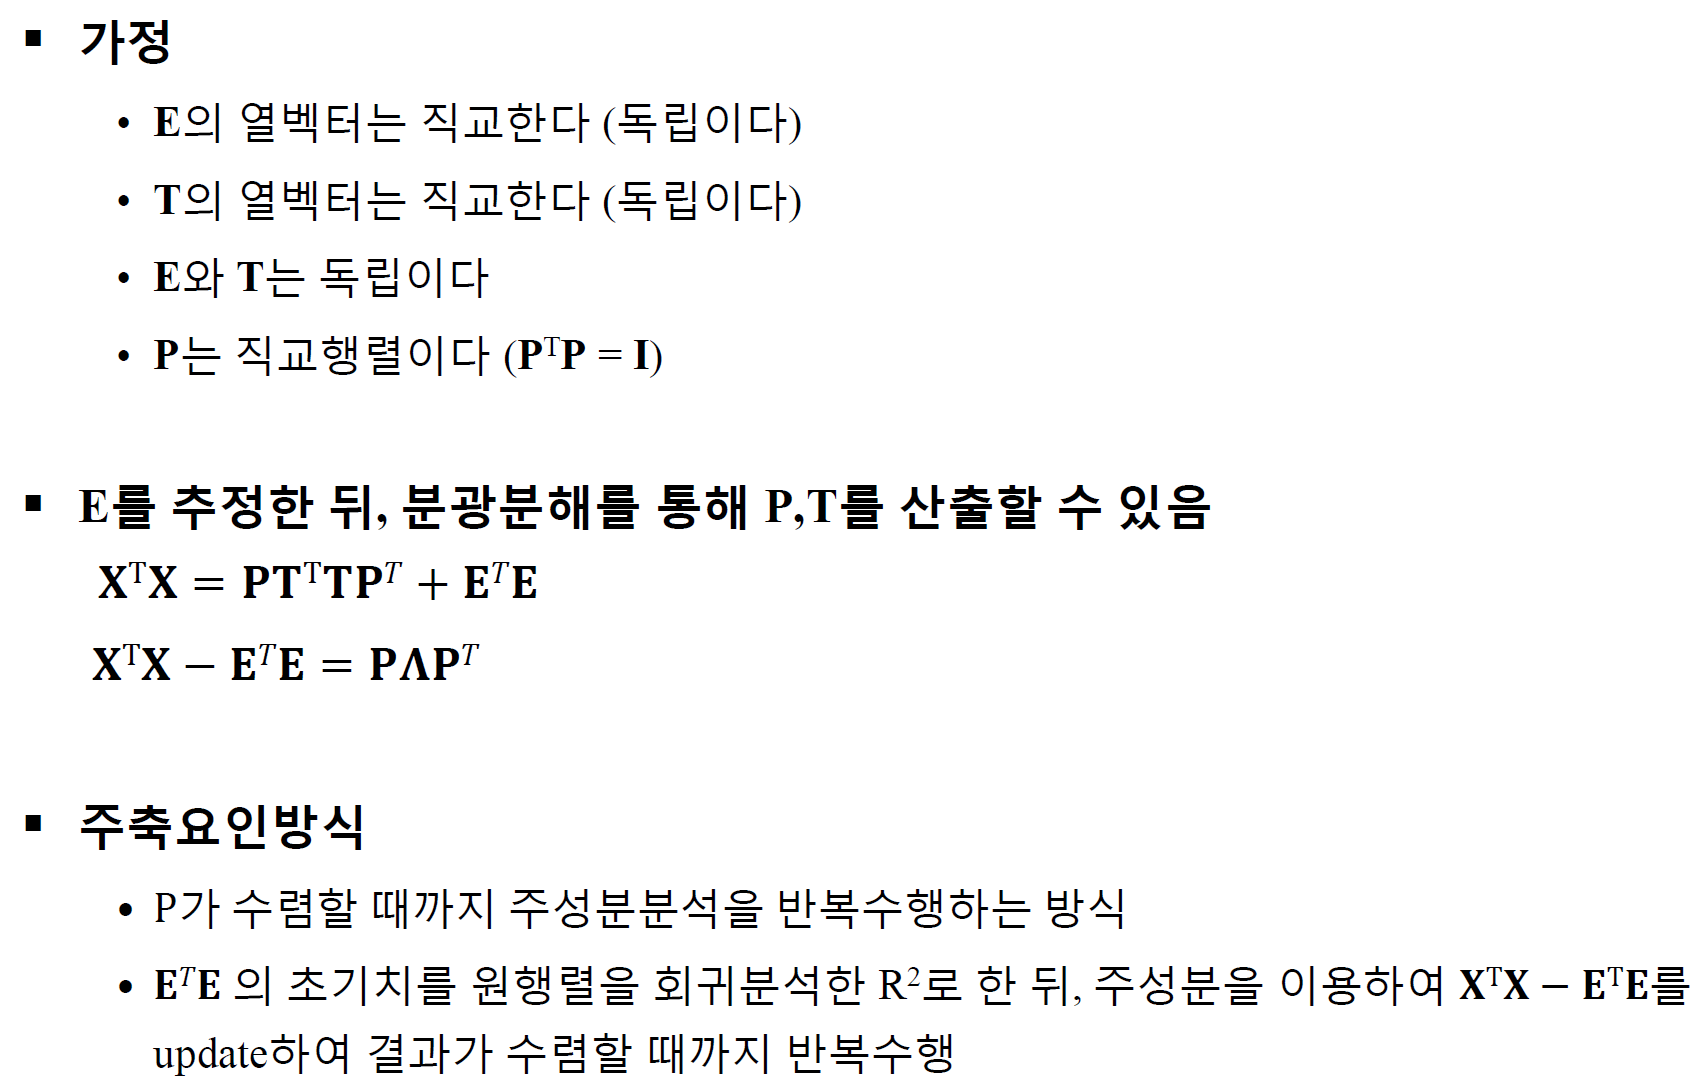 ▪ 가정
• E의 열벡터는 직교한다 (독립이다)
• T의 열벡터는 직교한다 (독립이다)
• E와 T는 독립이다
• P는 직교행렬이다 (PᵀP = I)
▪ E를 추정한 뒤, 분광분해를 통해 P,T를 산출할 수 있음
XᵀX = PTᵀTPᵀ + EᵀE
XᵀX − EᵀE = PΛPᵀ
▪ 주축요인방식
• P가 수렴할 때까지 주성분분석을 반복수행하는 방식
• EᵀE 의 초기치를 원행렬을 회귀분석한 R²로 한 뒤, 주성분을 이용하여 XᵀX − EᵀE를
update하여 결과가 수렴할 때까지 반복수행